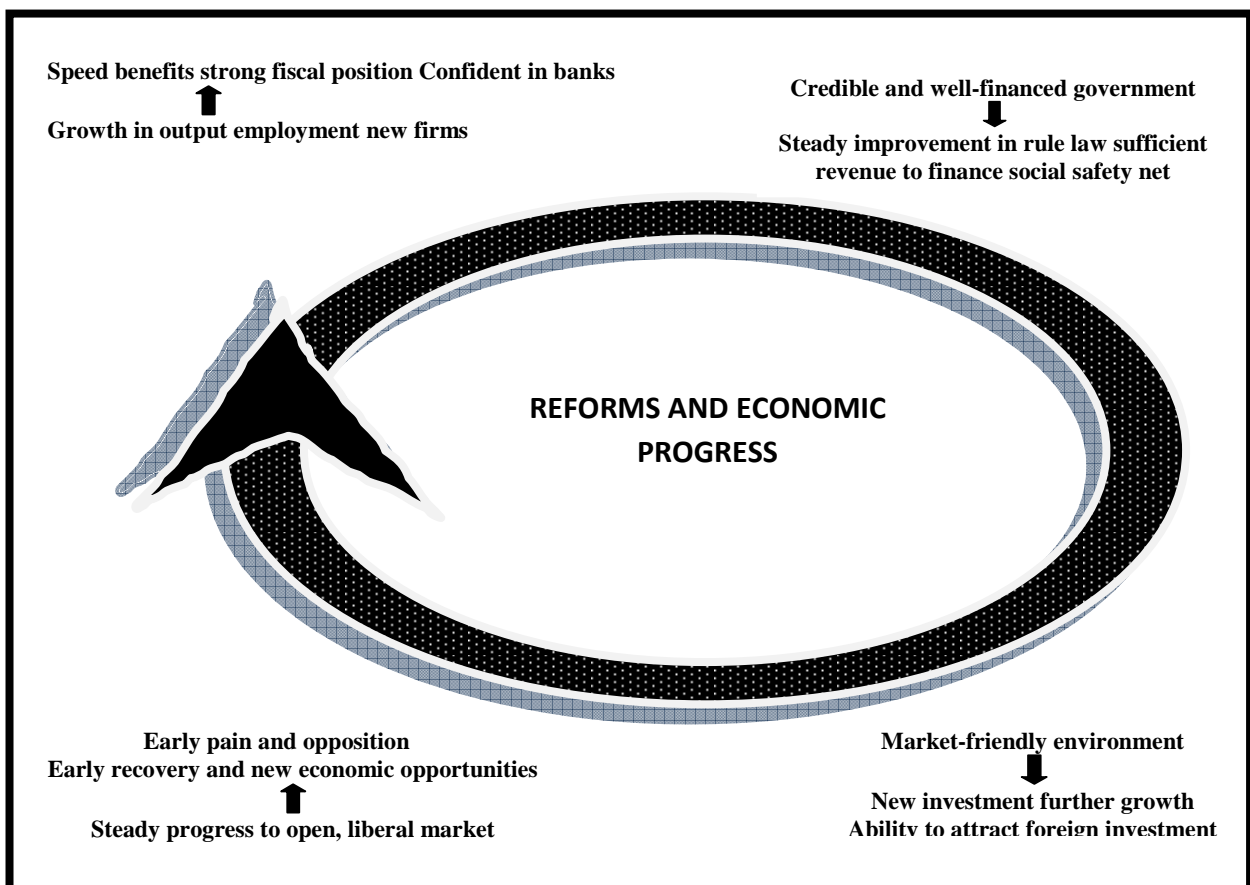 Speed benefits strong fiscal position Confident in banks
Growth in output employment new firms
Credible and well-financed government
Steady improvement in rule law sufficient
revenue to finance social safety net
REFORMS AND ECONOMIC
PROGRESS
Early pain and opposition
Early recovery and new economic opportunities
Steady progress to open, liberal market
Market-friendly environment
New investment further growth
Ability to attract foreign investment